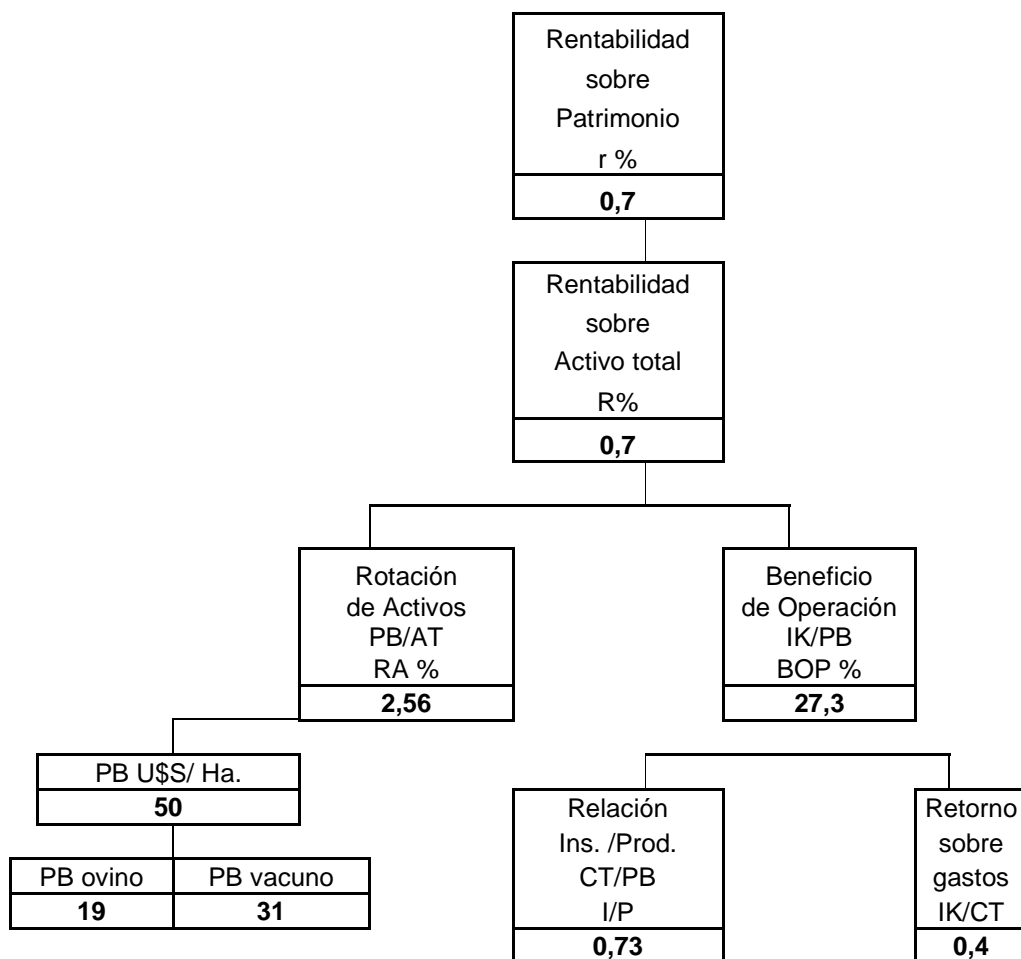 Rentabilidad
sobre
Patrimonio
r %
0,7
Rentabilidad
sobre
Activo total
R%
0,7
Rotación
de Activos
PB/AT
RA %
2,56
Beneficio
de Operación
IK/PB
BOP %
27,3
PB U$S/ Ha.
50
PB ovino
19
PB vacuno
31
Relación
Ins. /Prod.
CT/PB
I/P
0,73
Retorno
sobre
gastos
IK/CT
0,4